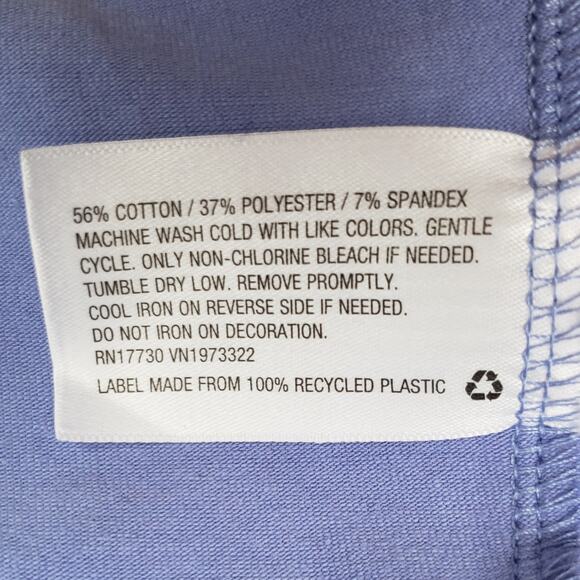 56% COTTON / 37% POLYESTER / 7% SPANDEX
MACHINE WASH COLD WITH LIKE COLORS. GENTLE
CYCLE. ONLY NON-CHLORINE BLEACH IF NEEDED.
TUMBLE DRY LOW. REMOVE PROMPTLY.
COOL IRON ON REVERSE SIDE IF NEEDED.
DO NOT IRON ON DECORATION.
RN17730 VN1973322
LABEL MADE FROM 100% RECYCLED PLASTIC